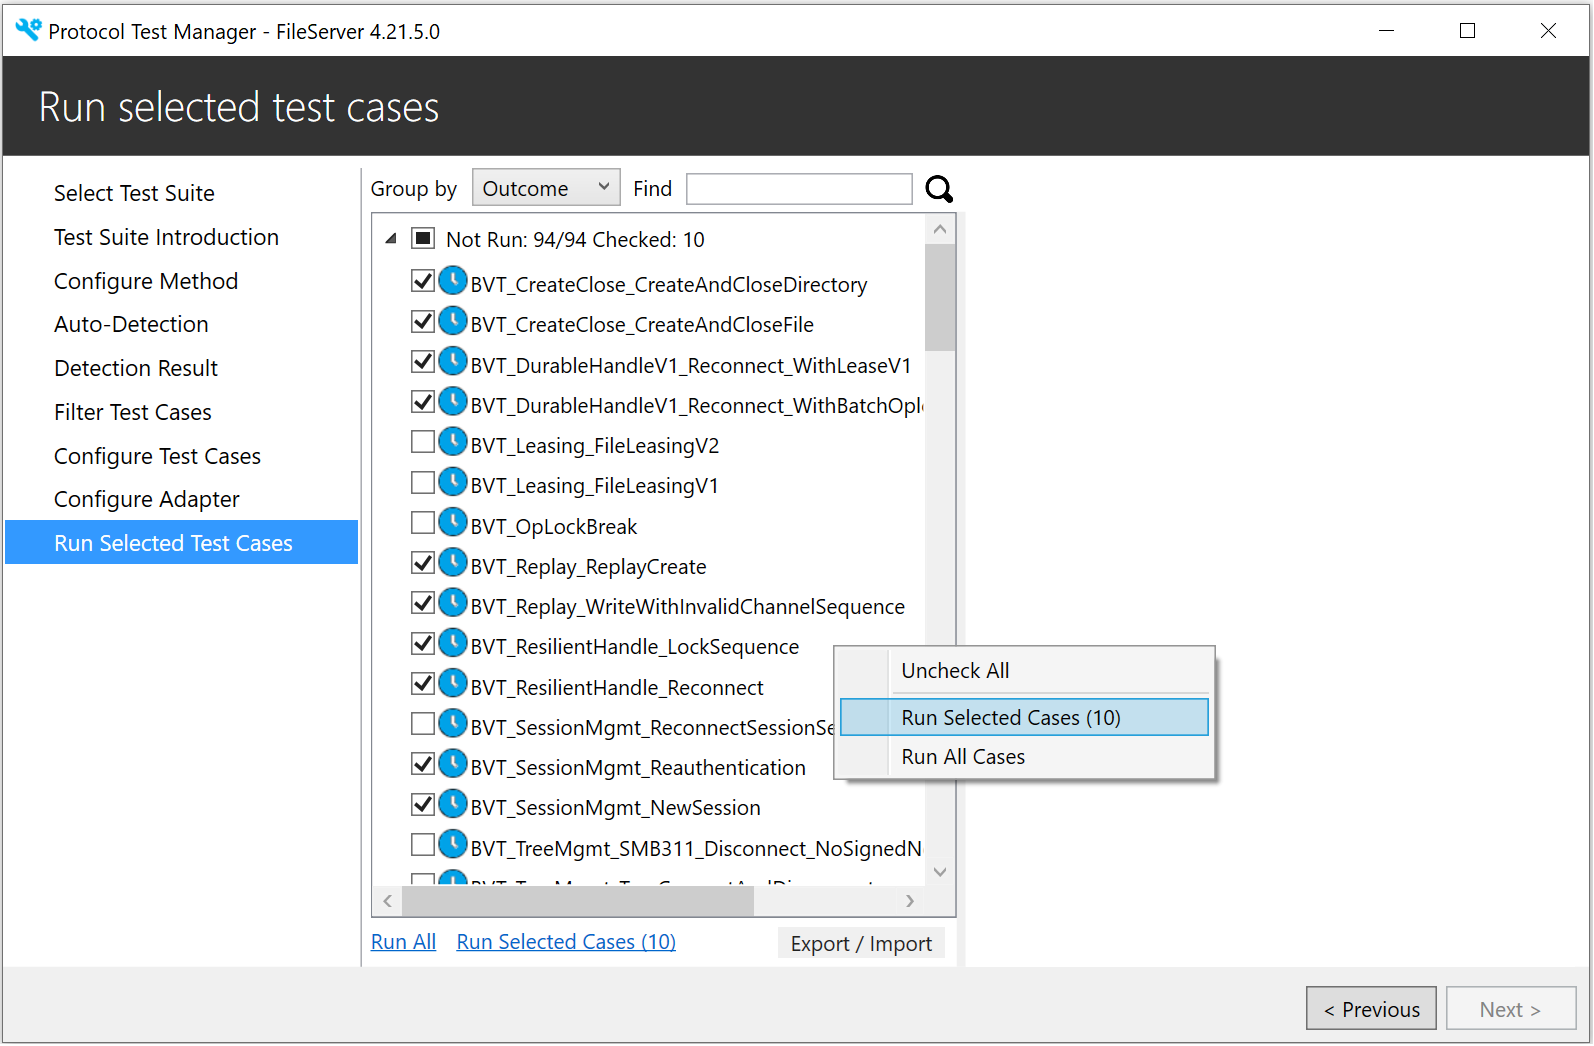 Protocol Test Manager - FileServer 4.21.5.0
Run selected test cases
Select Test Suite
Test Suite Introduction
Configure Method
Auto-Detection
Detection Result
Filter Test Cases
Configure Test Cases
Configure Adapter
Run Selected Test Cases
Group by Outcome Find
Not Run: 94/94 Checked: 10
BVT_CreateClose_CreateAndCloseDirectory
BVT_CreateClose_CreateAndCloseFile
BVT_DurableHandleV1_Reconnect_WithLeaseV1
BVT_DurableHandleV1_Reconnect_WithBatchOpl
BVT_Leasing_FileLeasingV2
BVT_Leasing_FileLeasingV1
BVT_OpLockBreak
BVT_Replay_ReplayCreate
BVT_Replay_WriteWithInvalidChannelSequence
BVT_ResilientHandle_LockSequence
BVT_ResilientHandle_Reconnect
BVT_SessionMgmt_ReconnectSessionSe
BVT_SessionMgmt_Reauthentication
BVT_SessionMgmt_NewSession
BVT_TreeMgmt_SMB311_Disconnect_NoSignedN
Uncheck All
Run Selected Cases (10)
Run All Cases
Run All Run Selected Cases (10) Export / Import
< Previous Next >